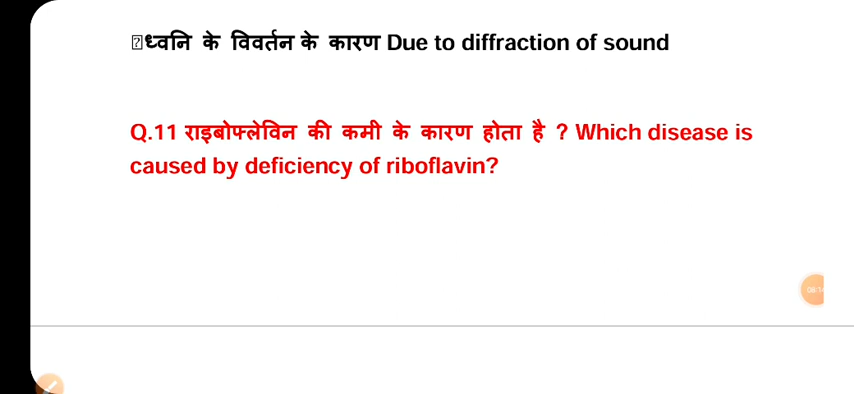 ध्वनि के विवर्तन के कारण Due to diffraction of sound
Q.11 राइबोफ्लेविन की कमी के कारण होता है ? Which disease is
caused by deficiency of riboflavin?